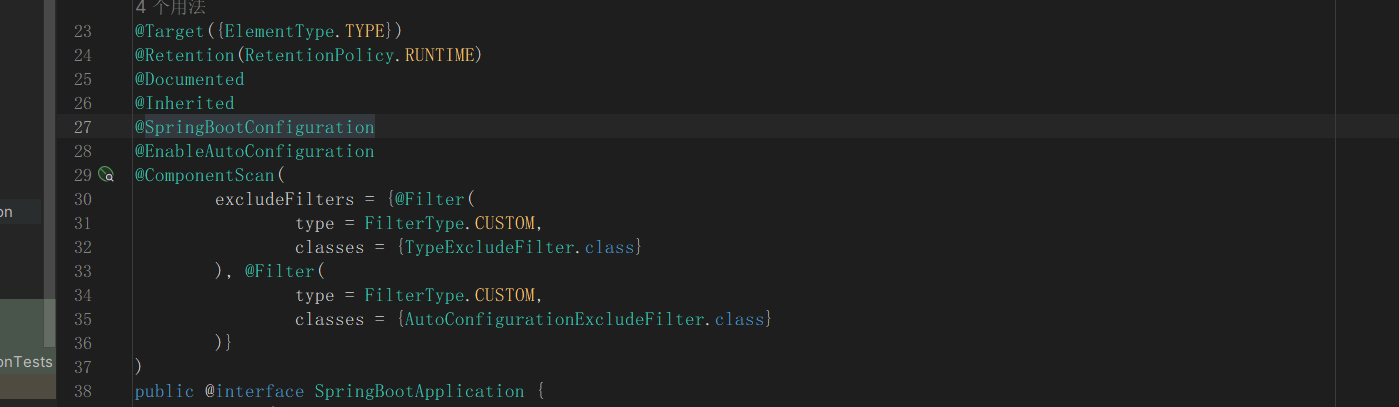 4 个用法
23 @Target({ElementType.TYPE})
24 @Retention(RetentionPolicy.RUNTIME)
25 @Documented
26 @Inherited
27 @SpringBootConfiguration
28 @EnableAutoConfiguration
29 @ComponentScan(
30 excludeFilters = {@Filter(
31 type = FilterType.CUSTOM,
32 classes = {TypeExcludeFilter.class}
33 ), @Filter(
34 type = FilterType.CUSTOM,
35 classes = {AutoConfigurationExcludeFilter.class}
36 )}
37 )
38 public @interface SpringBootApplication {
on
onTests